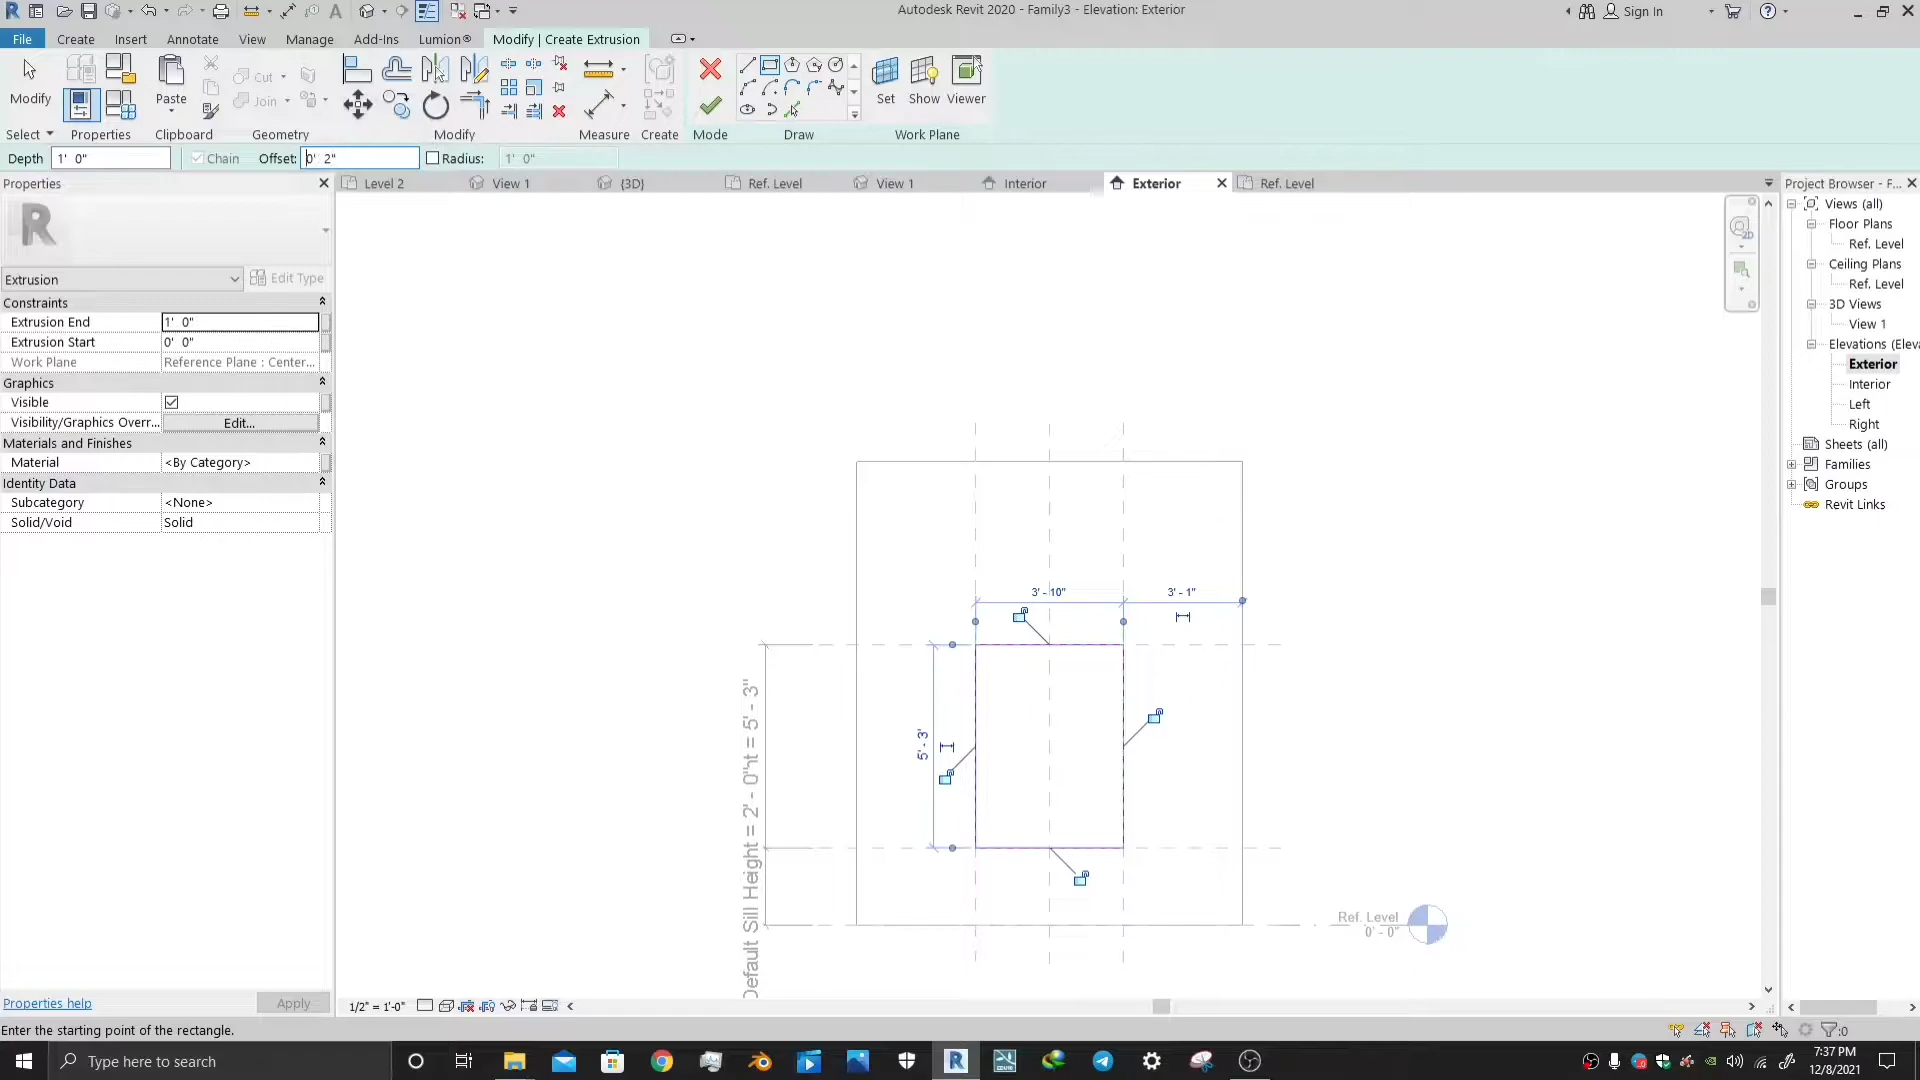 Autodesk Revit 2020 - Family3 - Elevation: Exterior
Sign In
File Create Insert Annotate View Manage Add-Ins Lumion® Modify | Create Extrusion
Cut
Join
Modify Paste Set Show Viewer
Select Properties Clipboard Geometry Modify Measure Create Mode Draw Work Plane
Depth 1' 0" Chain Offset: 0' 2" Radius: 1' 0"
Properties
Level 2 View 1 {3D} Ref. Level View 1 Interior Exterior Ref. Level
Project Browser - F...
Extrusion Edit Type
Constraints
Extrusion End 1' 0"
Extrusion Start 0' 0"
Work Plane Reference Plane : Center...
Graphics
Visible
Visibility/Graphics Overr... Edit...
Materials and Finishes
Material <By Category>
Identity Data
Subcategory <None>
Solid/Void Solid
Properties help Apply
3' - 10" 3' - 1"
5' - 3"
Default Sill Height = 2' - 0"
ht = 5' - 3"
Ref. Level
0' - 0"
Views (all)
Floor Plans
Ref. Level
Ceiling Plans
Ref. Level
3D Views
View 1
Elevations (Eleva
Exterior
Interior
Left
Right
Sheets (all)
Families
Groups
Revit Links
1/2" = 1'-0"
Enter the starting point of the rectangle.
:0
Type here to search
7:37 PM
12/8/2021